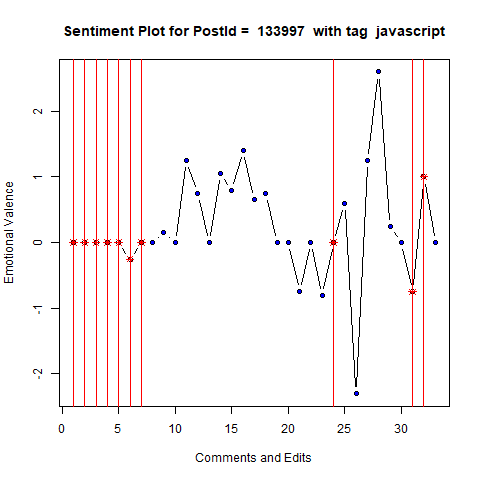 Sentiment Plot for PostId =  133997  with tag  javascript
Emotional Valence
2
1
0
-1
-2
0 5 10 15 20 25 30
Comments and Edits